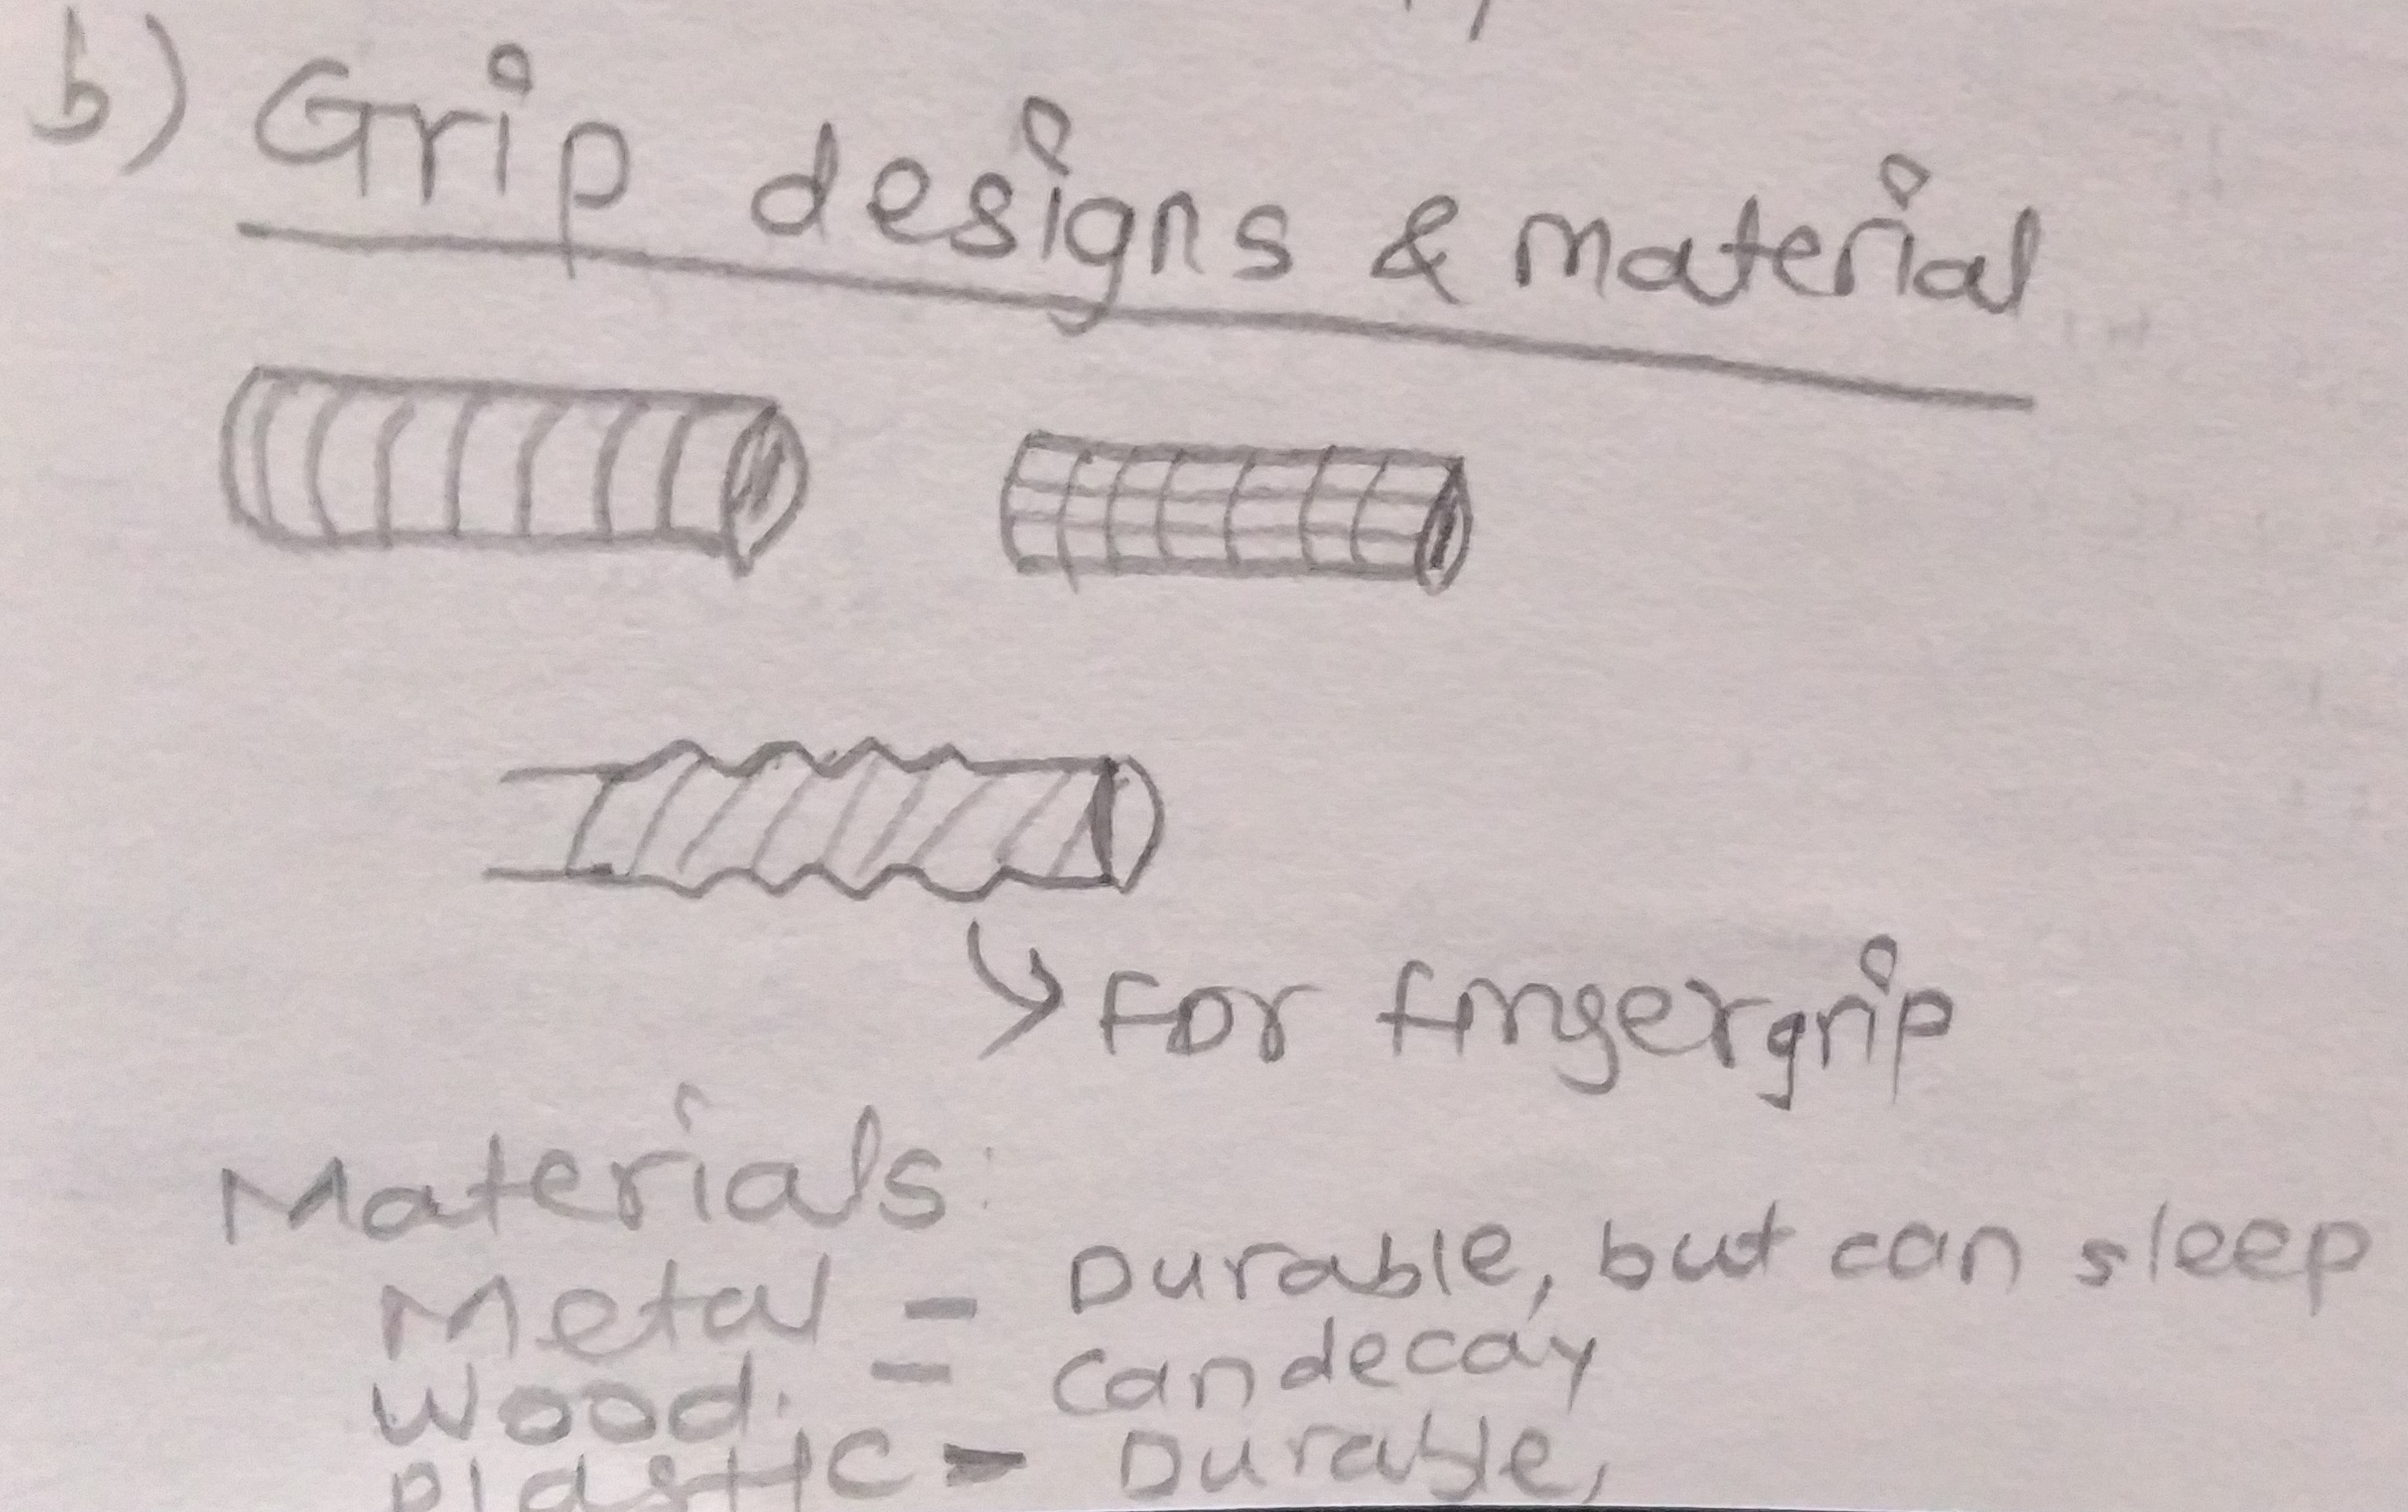 b) Grip designs & material
For fingergrip
Materials:
Metal - Durable, but can sleep
Wood. - can decay
Plastic - Durable,